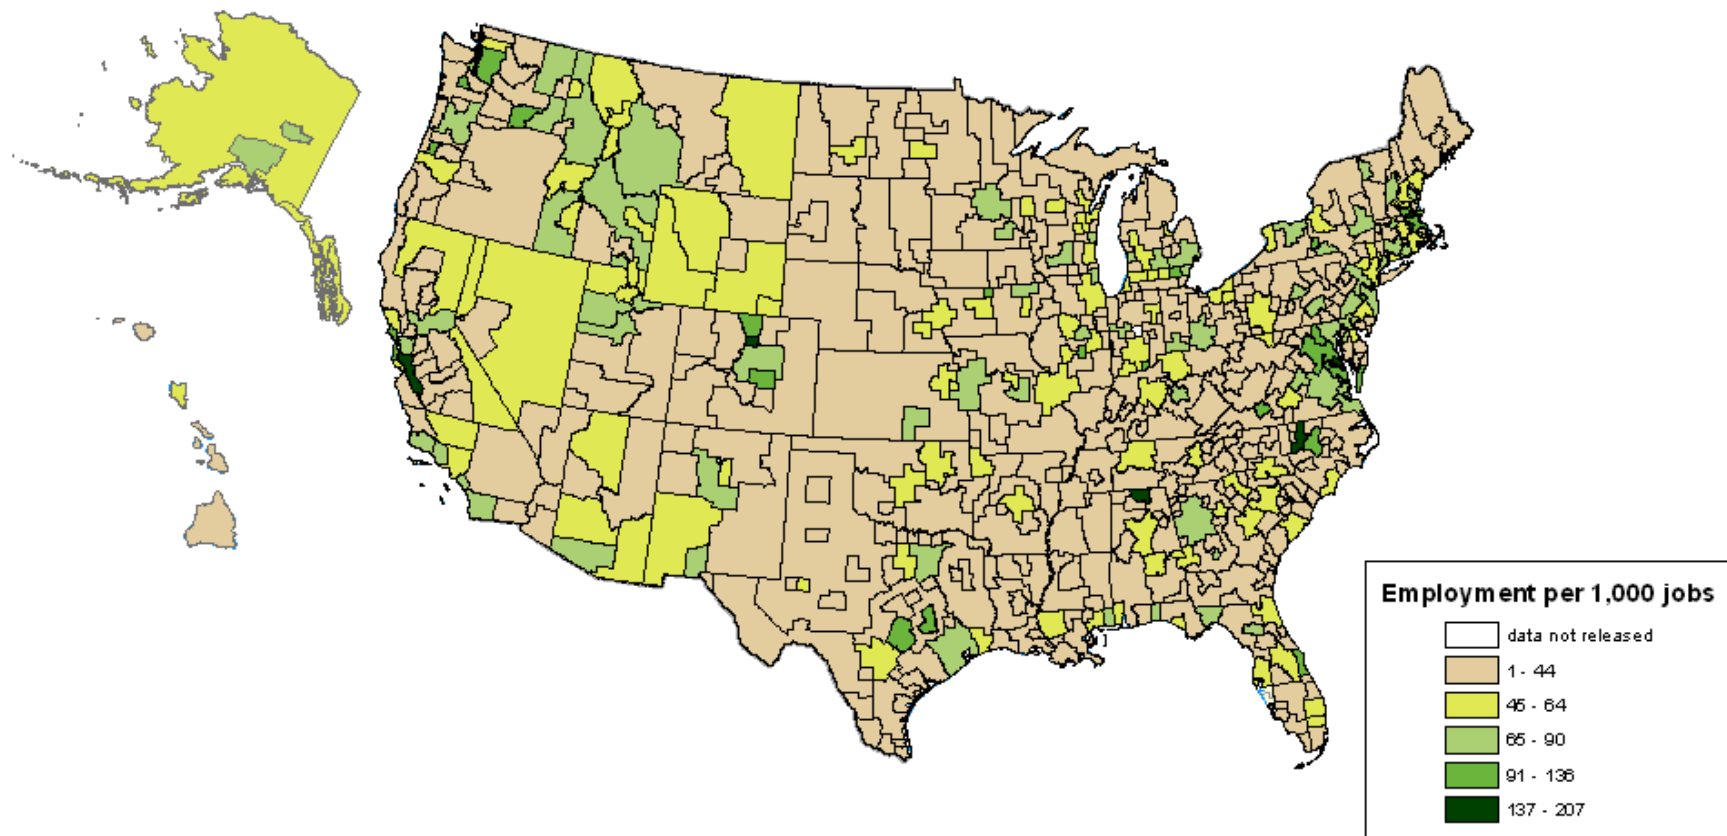 Employment per 1,000 jobs
data not released
1 - 44
45 - 64
65 - 90
91 - 136
137 - 207